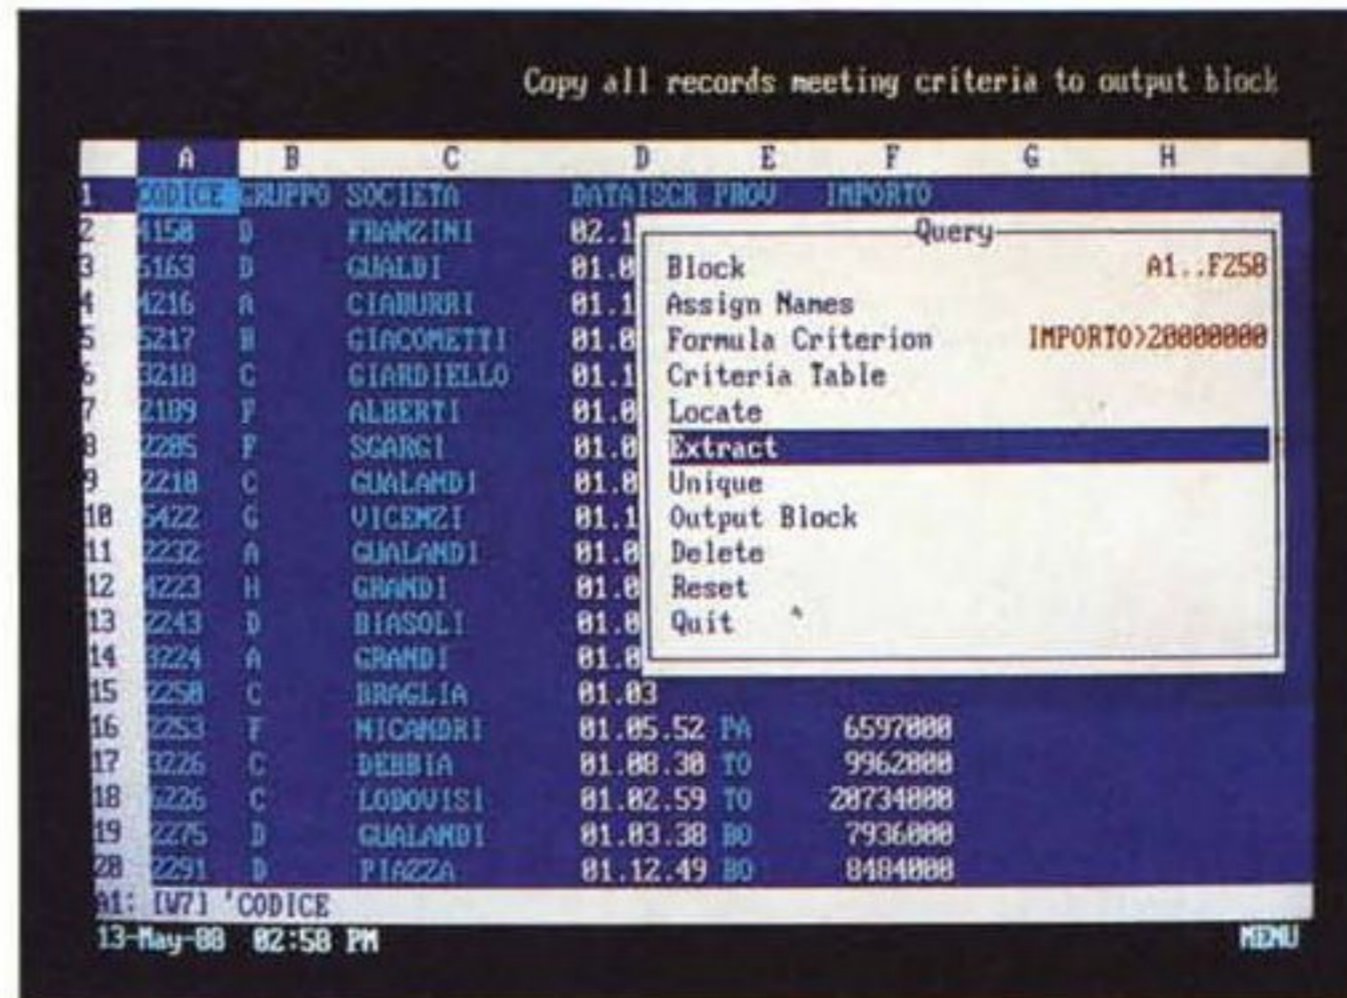 Copy all records meeting criteria to output block
A B C D E F G H
1 CODICE GRUPPO SOCIETA DATAISCR PROV IMPORTO
2 4150 D FRANZINI 02.1
3 5163 D GUALDI 01.0
4 4216 A CIABURRI 01.1
5 5217 H GIACOMETTI 01.0
6 3218 C GIARDIELLO 01.1
7 2189 F ALBERTI 01.0
8 2205 F SGARGI 01.0
9 2210 C GUALANDI 01.0
10 5422 G VICENZI 01.1
11 2232 A GUALANDI 01.0
12 4223 H GRANDI 01.0
13 2243 D BIASOLI 01.0
14 3224 A GRANDI 01.0
15 2250 C BRAGLIA 01.03
16 2253 F NICANDRI 01.05.52 PA 6597000
17 3226 C DEBBIA 01.08.30 TO 9962000
18 5226 C LODOVISI 01.02.59 TO 20734000
19 2275 D GUALANDI 01.03.38 BO 7936000
20 2291 D PIAZZA 01.12.49 BO 8484000
Query
Block A1..F250
Assign Names
Formula Criterion IMPORTO>20000000
Criteria Table
Locate
Extract
Unique
Output Block
Delete
Reset
Quit
A1: [W7] 'CODICE
13-May-88 02:58 PM MENU